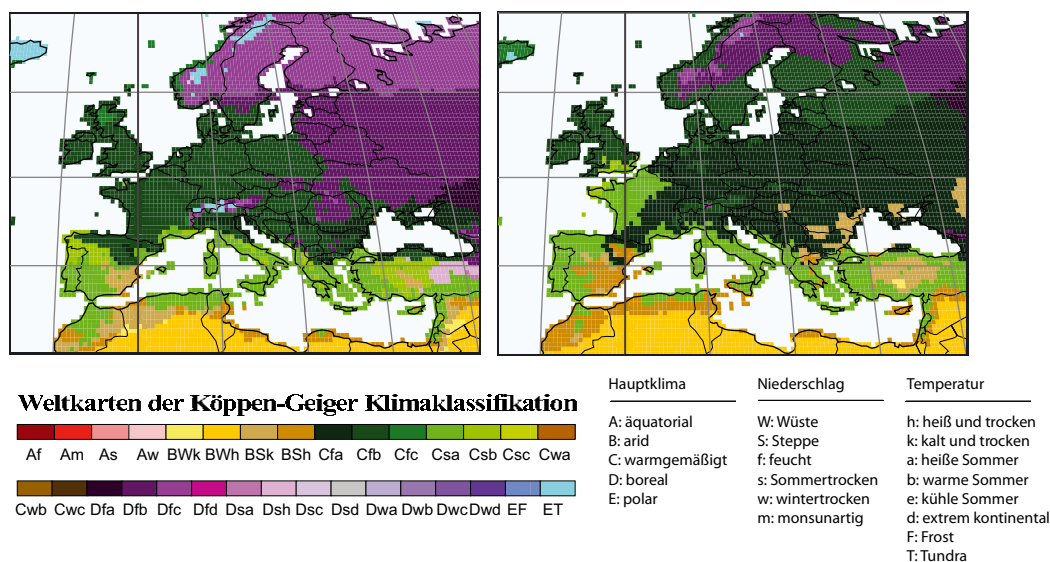 Weltkarten der Köppen-Geiger Klimaklassifikation
Af Am As Aw BWk BWh BSk BSh Cfa Cfb Cfc Csa Csb Csc Cwa
Cwb Cwc Dfa Dfb Dfc Dfd Dsa Dsh Dsc Dsd Dwa Dwb Dwc Dwd EF ET
Hauptklima
A: äquatorial
B: arid
C: warmgemäßigt
D: boreal
E: polar
Niederschlag
W: Wüste
S: Steppe
f: feucht
s: Sommertrocken
w: wintertrocken
m: monsunartig
Temperatur
h: heiß und trocken
k: kalt und trocken
a: heiße Sommer
b: warme Sommer
e: kühle Sommer
d: extrem kontinental
F: Frost
T: Tundra